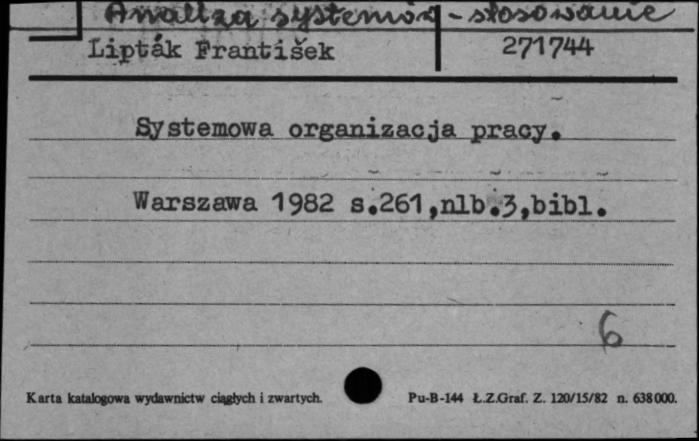 Analiza systemów - stosowanie
Lipták František 271744
Systemowa organizacja pracy.
Warszawa 1982 s.261,nlb.3,bibl.
6
Karta katalogowa wydawnictw ciągłych i zwartych. Pu-B-144 Ł.Z.Graf. Z. 120/15/82 n. 638000.